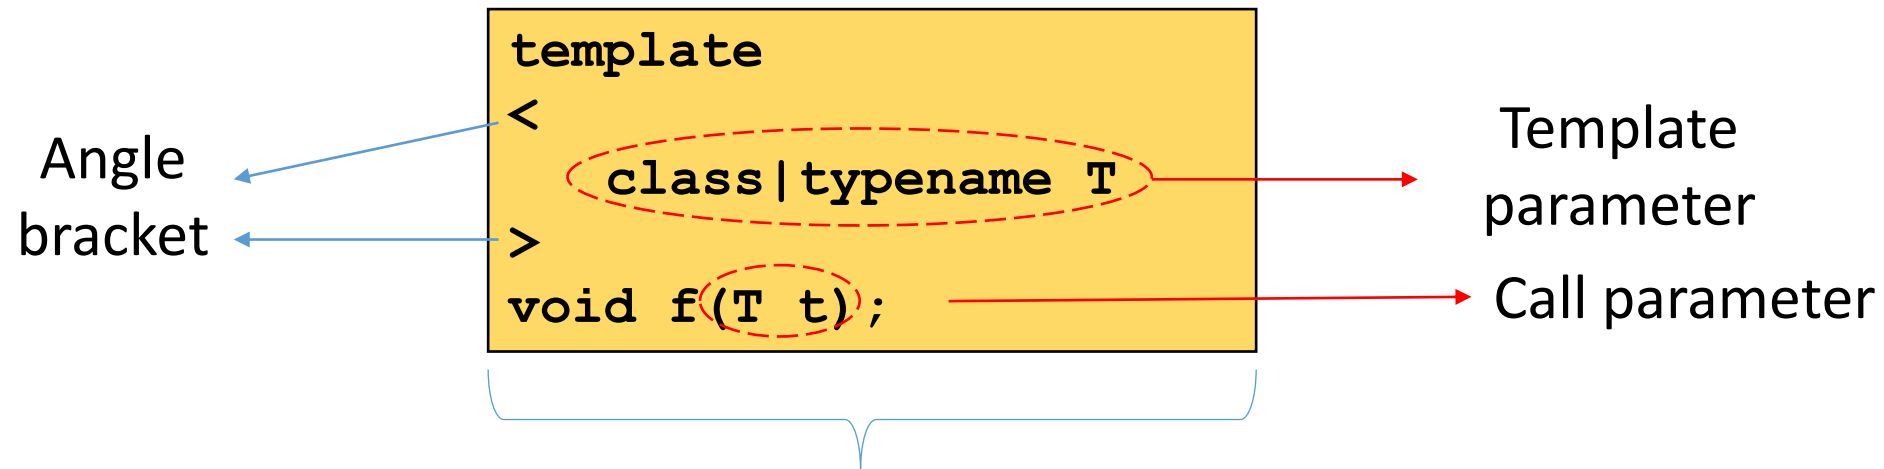 template
<
class|typename T
>
void f(T t);
Angle
bracket
Template
parameter
Call parameter